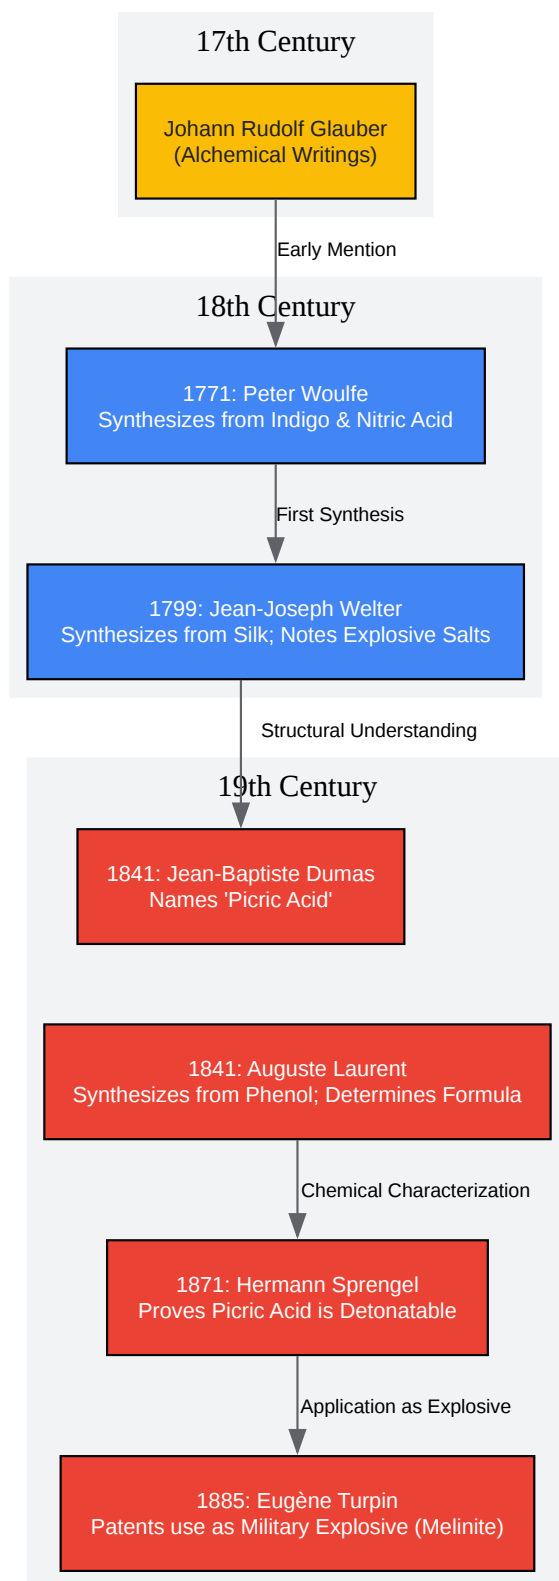 17th Century
Johann Rudolf Glauber
(Alchemical Writings)
Early Mention
18th Century
1771: Peter Woulfe
Synthesizes from Indigo & Nitric Acid
First Synthesis
1799: Jean-Joseph Welter
Synthesizes from Silk; Notes Explosive Salts
Structural Understanding
19th Century
1841: Jean-Baptiste Dumas
Names 'Picric Acid'
1841: Auguste Laurent
Synthesizes from Phenol; Determines Formula
Chemical Characterization
1871: Hermann Sprengel
Proves Picric Acid is Detonatable
Application as Explosive
1885: Eugène Turpin
Patents use as Military Explosive (Melinite)